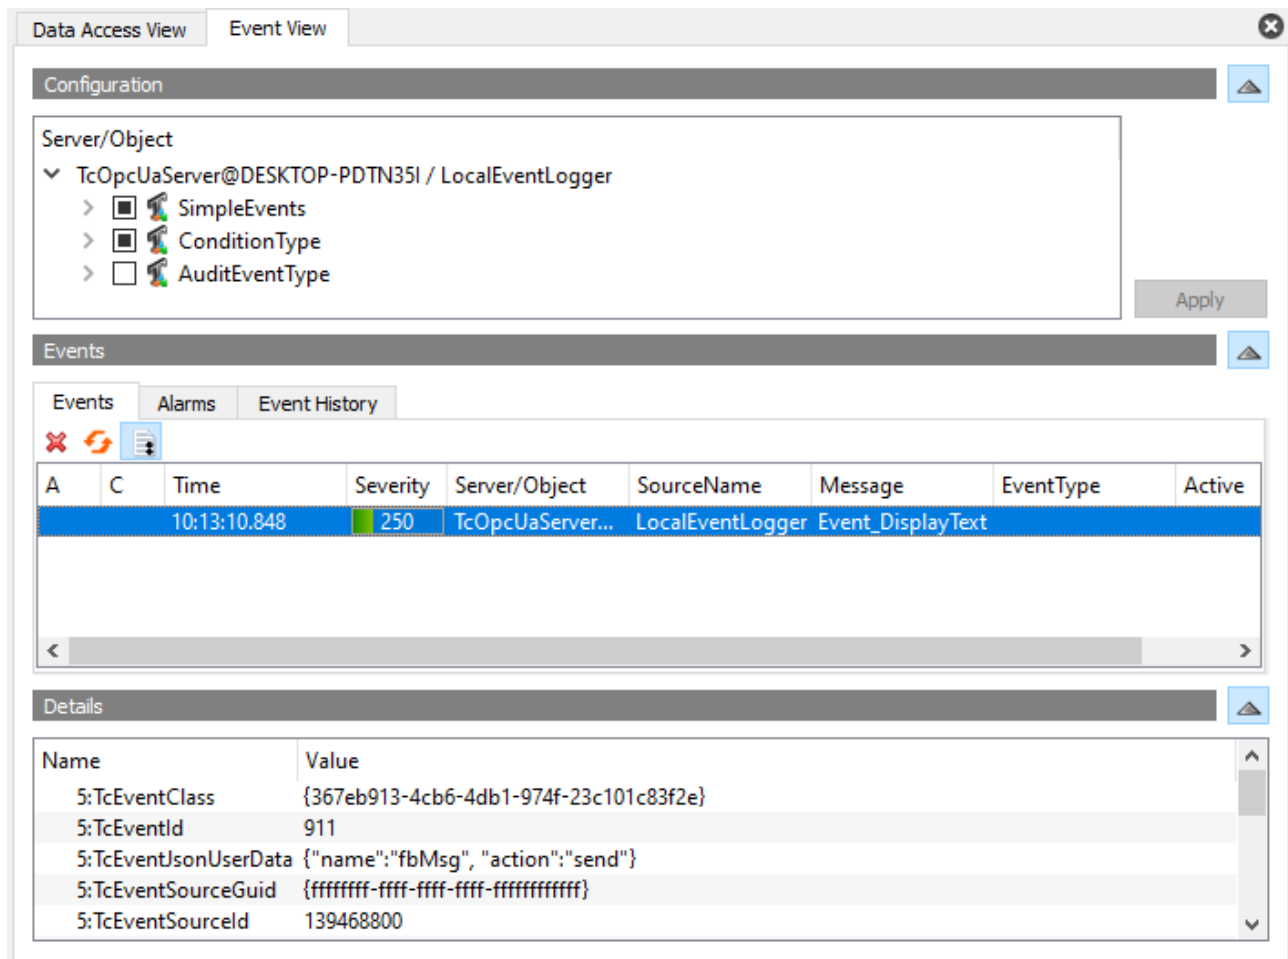 Data Access View Event View
Configuration
Server/Object
TcOpcUaServer@DESKTOP-PDTN35I / LocalEventLogger
SimpleEvents
ConditionType
AuditEventType
Apply
Events
Events Alarms Event History
A C Time Severity Server/Object SourceName Message EventType Active
10:13:10.848 250 TcOpcUaServer... LocalEventLogger Event_DisplayText
Details
Name Value
5:TcEventClass {367eb913-4cb6-4db1-974f-23c101c83f2e}
5:TcEventId 911
5:TcEventJsonUserData {"name":"fbMsg", "action":"send"}
5:TcEventSourceGuid {ffffffff-ffff-ffff-ffff-ffffffffffff}
5:TcEventSourceId 139468800